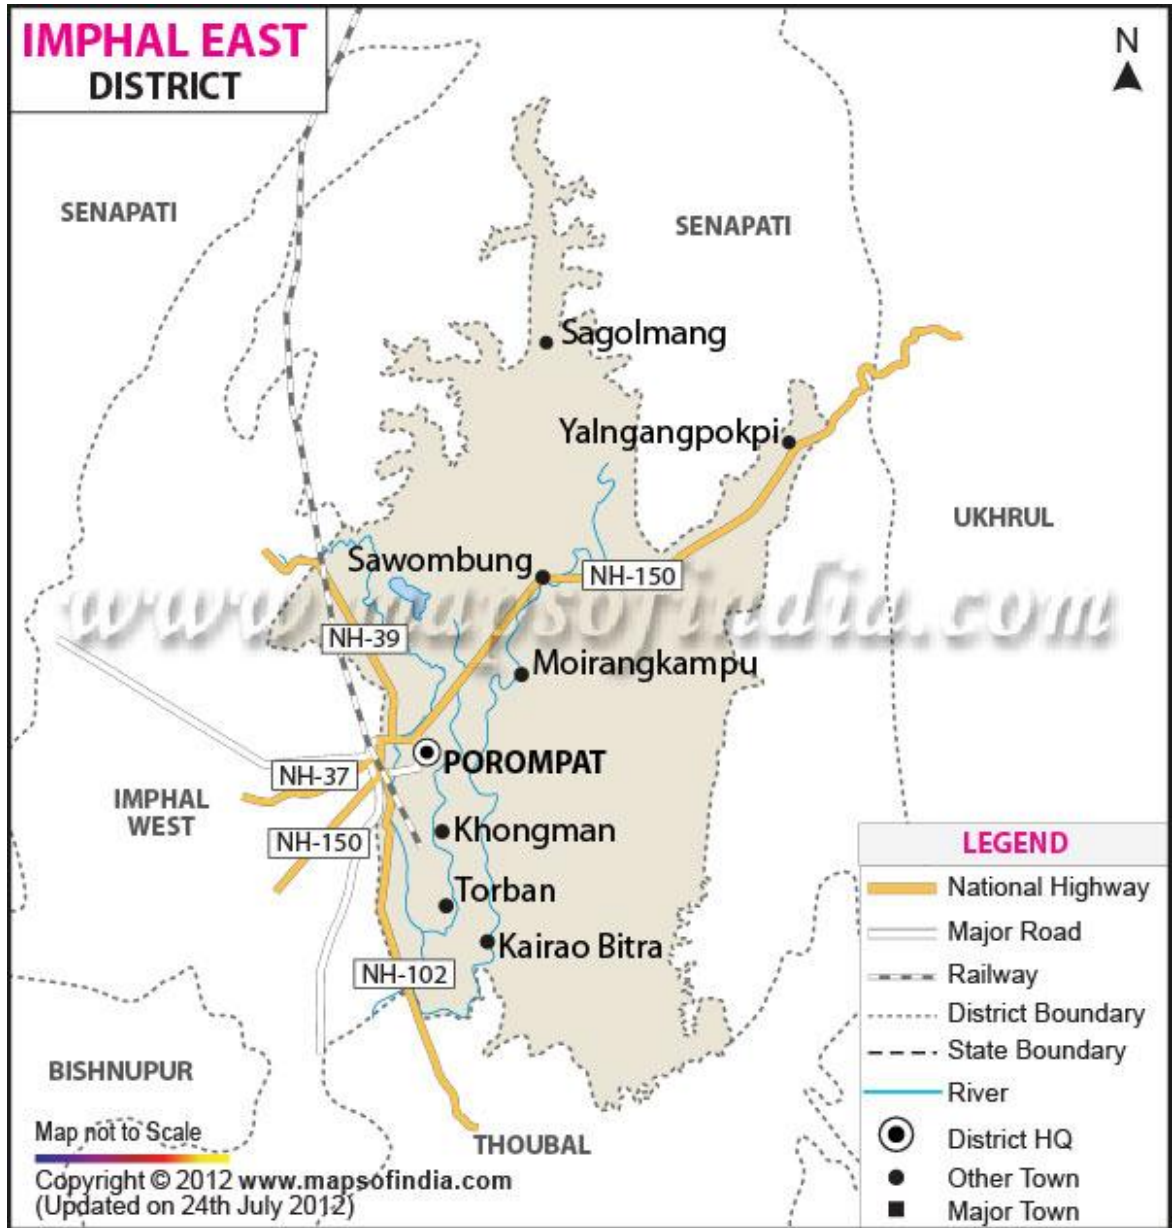 IMPHAL EAST
DISTRICT
N
SENAPATI
SENAPATI
Sagolmang
Yalngangpokpi
UKHRUL
Sawombung
NH-150
www.mapsofindia.com
NH-39
Moirangkampu
POROMPAT
NH-37
IMPHAL
WEST
Khongman
NH-150
LEGEND
National Highway
Torban
Major Road
Kairao Bitra
NH-102
Railway
District Boundary
State Boundary
BISHNUPUR
River
Map not to Scale
THOUBAL
District HQ
Copyright © 2012 www.mapsofindia.com
Other Town
(Updated on 24th July 2012)
Major Town